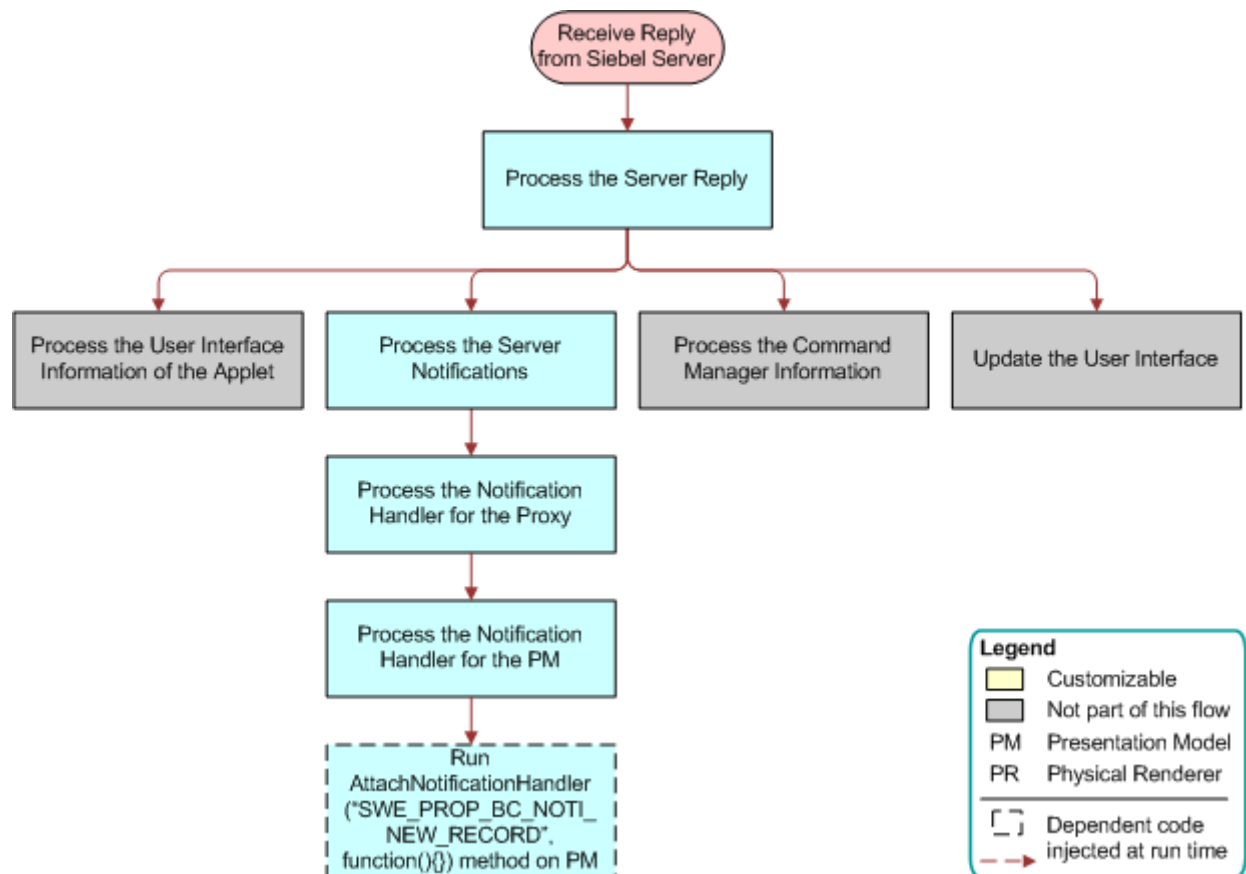 Receive Reply
from Siebel Server
Process the Server Reply
Process the User Interface
Information of the Applet
Process the Server
Notifications
Process the Command
Manager Information
Update the User Interface
Process the Notification
Handler for the Proxy
Process the Notification
Handler for the PM
Run
AttachNotificationHandler
("SWE_PROP_BC_NOTI_
NEW_RECORD",
function(){}) method on PM
Legend
Customizable
Not part of this flow
PM Presentation Model
PR Physical Renderer
Dependent code
injected at run time